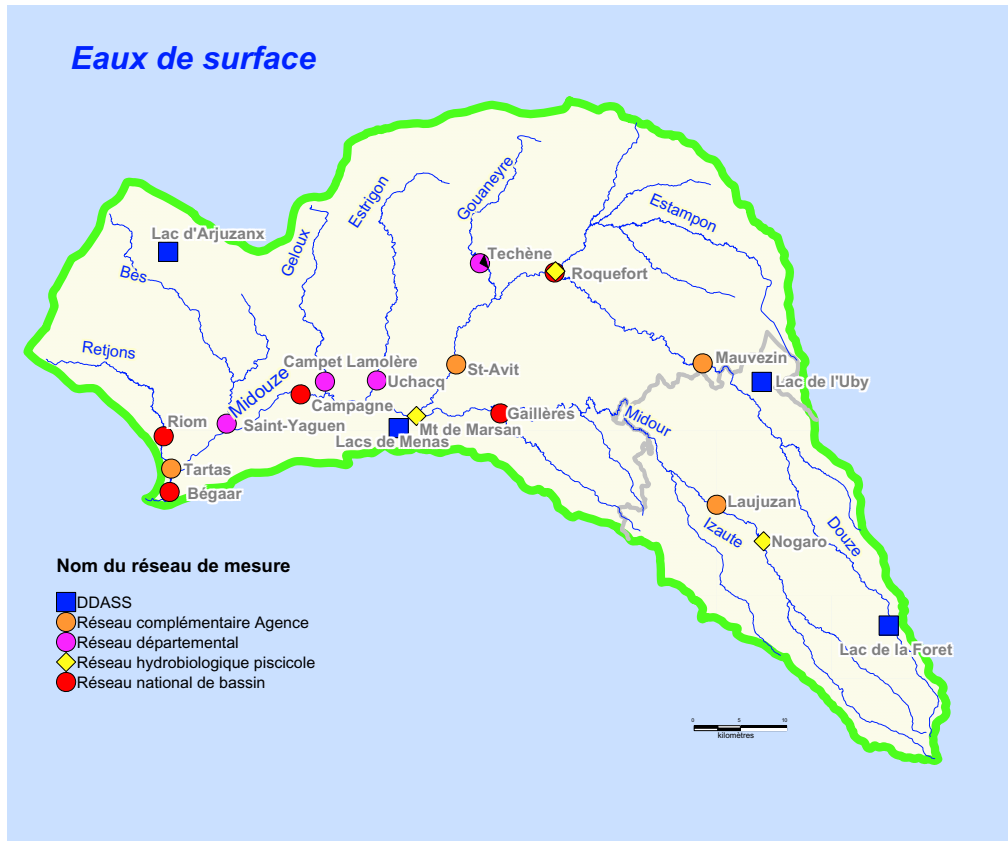 Eaux de surface
Gouaneyre
Estrigon
Estampon
Lac d'Arjuzanx
Geloux
Techène
Bès
Roquefort
Retjons
Campet Lamolère
Mauvezin
St-Avit
Uchacq
Lac de l'Uby
Midouze
Campagne
Gaillères
Midour
Riom
Saint-Yaguen
Mt de Marsan
Lacs de Menas
Tartas
Bégaar
Laujuzan
Izaute
Douze
Nogaro
Nom du réseau de mesure
DDASS
Réseau complémentaire Agence
Réseau départemental
Réseau hydrobiologique piscicole
Réseau national de bassin
Lac de la Foret
0 5 10
kilomètres